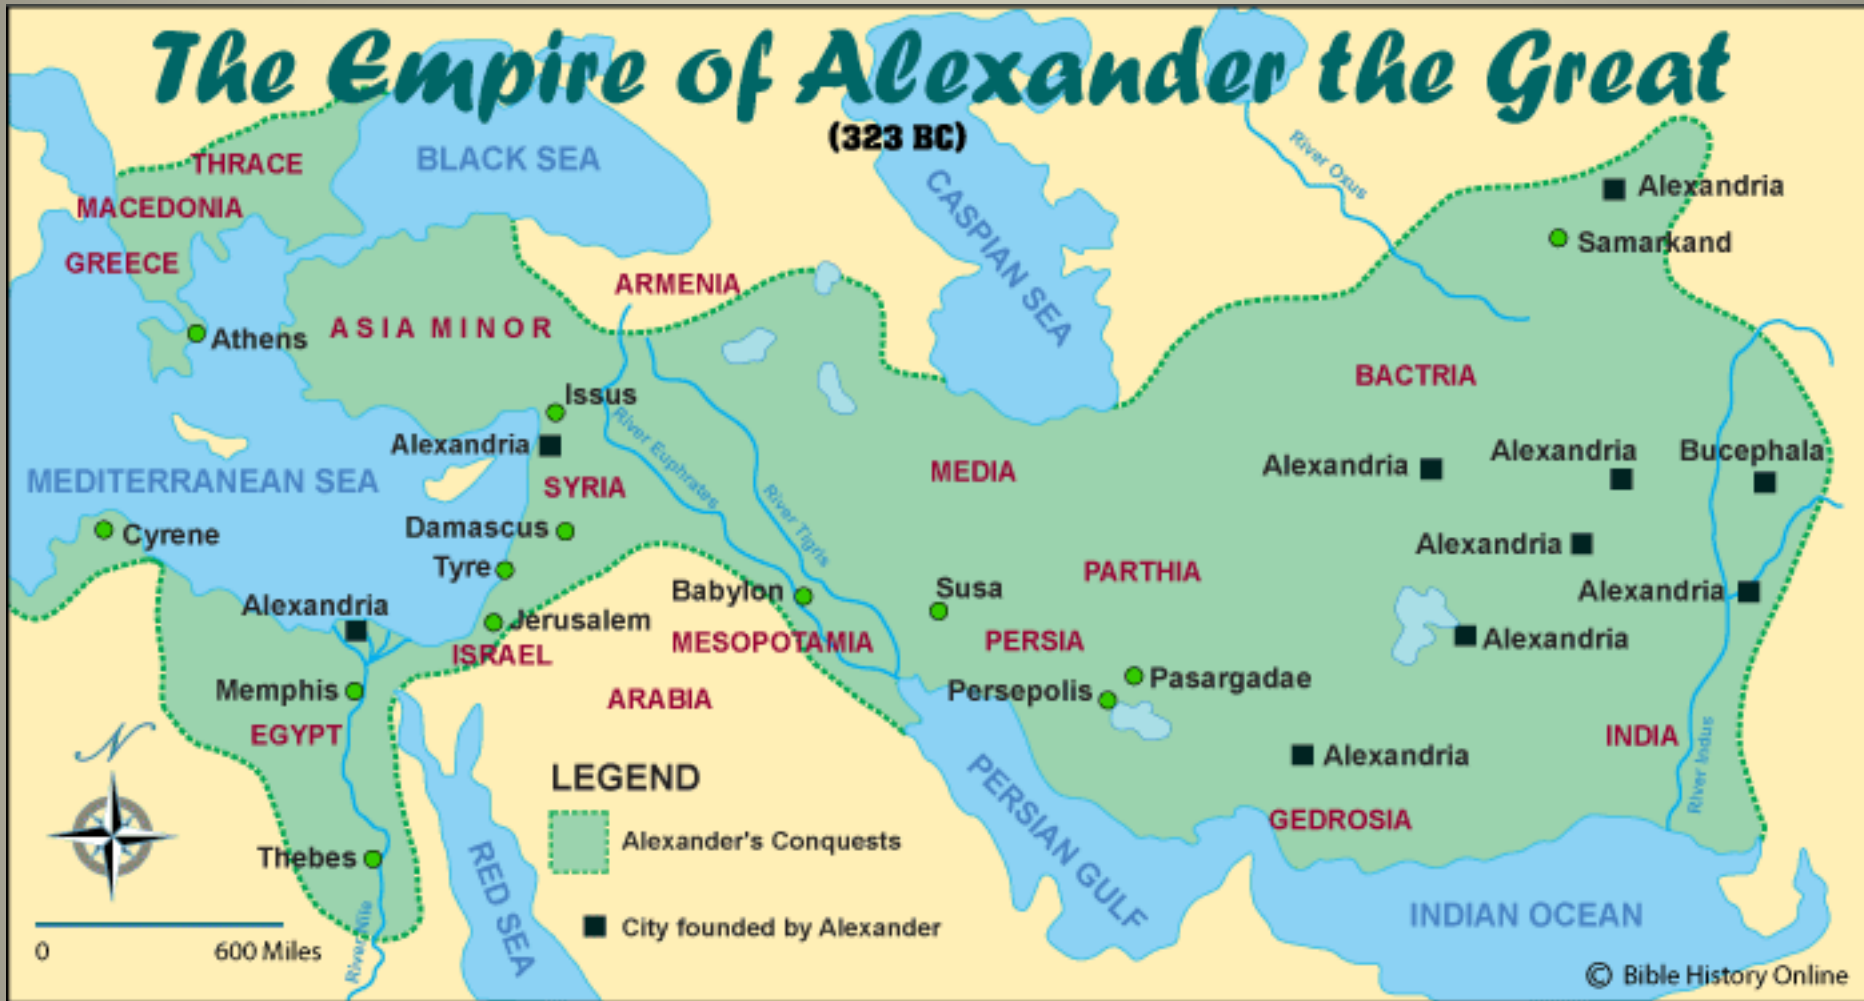 The Empire of Alexander the Great
(323 BC)
THRACE
BLACK SEA
MACEDONIA
GREECE
ARMENIA
CASPIAN SEA
River Oxus
Alexandria
Samarkand
Athens
ASIA MINOR
BACTRIA
Issus
Alexandria
River Euphrates
MEDITERRANEAN SEA
SYRIA
MEDIA
River Tigris
Alexandria
Alexandria
Bucephala
Cyrene
Damascus
Tyre
Alexandria
PARTHIA
Alexandria
Babylon
Susa
Alexandria
Jerusalem
ISRAEL
MESOPOTAMIA
PERSIA
Alexandria
Memphis
ARABIA
Persepolis
Pasargadae
EGYPT
INDIA
River Indus
Alexandria
N
LEGEND
PERSIAN GULF
GEDROSIA
Alexander's Conquests
Thebes
RED SEA
River Nile
City founded by Alexander
INDIAN OCEAN
0 600 Miles
© Bible History Online